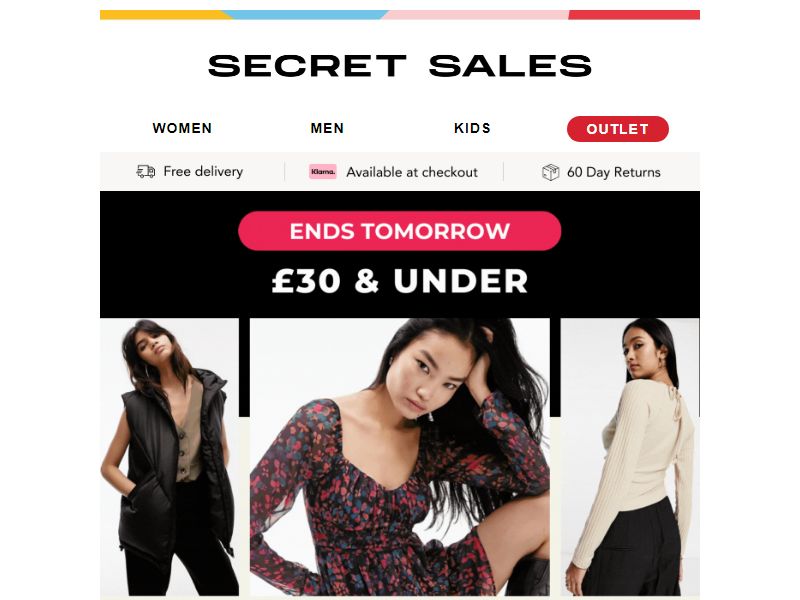 SECRET SALES
WOMEN MEN KIDS OUTLET
Free delivery Klarna. Available at checkout 60 Day Returns
ENDS TOMORROW
£30 & UNDER